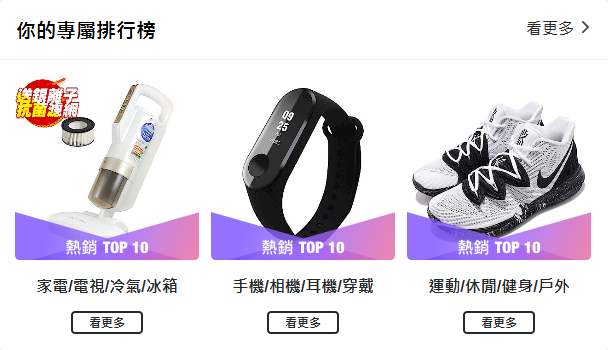 你的專屬排行榜
看更多
送銀離子
抗菌濾網
09
25
熱銷 TOP 10
熱銷 TOP 10
熱銷 TOP 10
家電/電視/冷氣/冰箱
手機/相機/耳機/穿戴
運動/休閒/健身/戶外
看更多
看更多
看更多